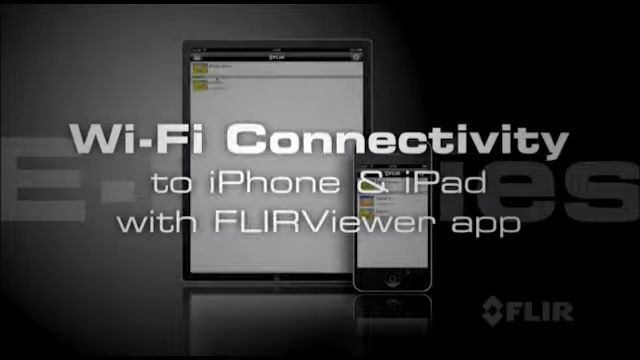 Wi-Fi Connectivity
to iPhone & iPad
with FLIRViewer app
FLIR